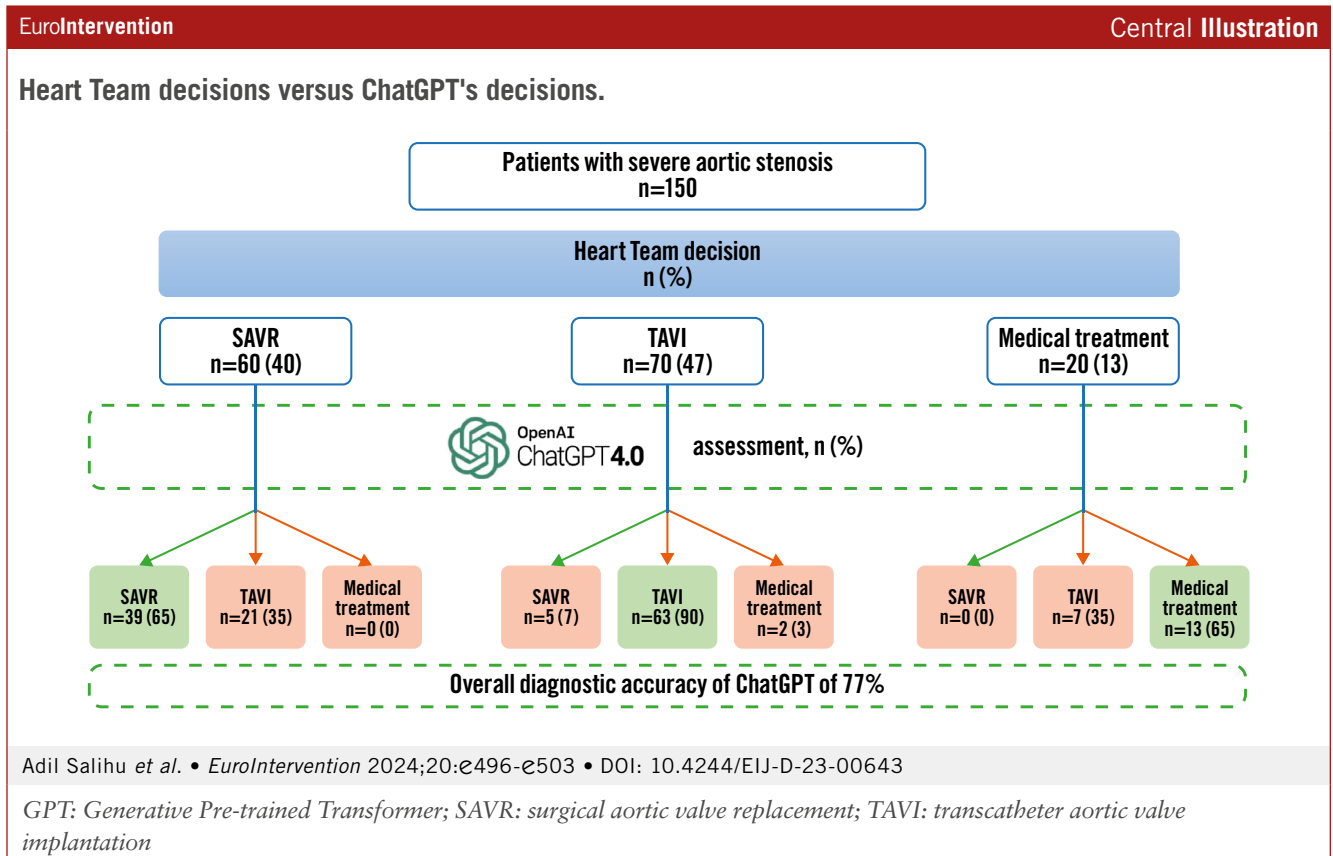 EuroIntervention
Central Illustration
Heart Team decisions versus ChatGPT's decisions.
Patients with severe aortic stenosis
n=150
Heart Team decision
n (%)
SAVR
n=60 (40)
TAVI
n=70 (47)
Medical treatment
n=20 (13)
OpenAI
ChatGPT4.0
assessment, n (%)
SAVR
n=39 (65)
TAVI
n=21 (35)
Medical
treatment
n=0 (0)
SAVR
n=5 (7)
TAVI
n=63 (90)
Medical
treatment
n=2 (3)
SAVR
n=0 (0)
TAVI
n=7 (35)
Medical
treatment
n=13 (65)
Overall diagnostic accuracy of ChatGPT of 77%
Adil Salihu et al. • EuroIntervention 2024;20:e496-e503 • DOI: 10.4244/EIJ-D-23-00643
GPT: Generative Pre-trained Transformer; SAVR: surgical aortic valve replacement; TAVI: transcatheter aortic valve
implantation